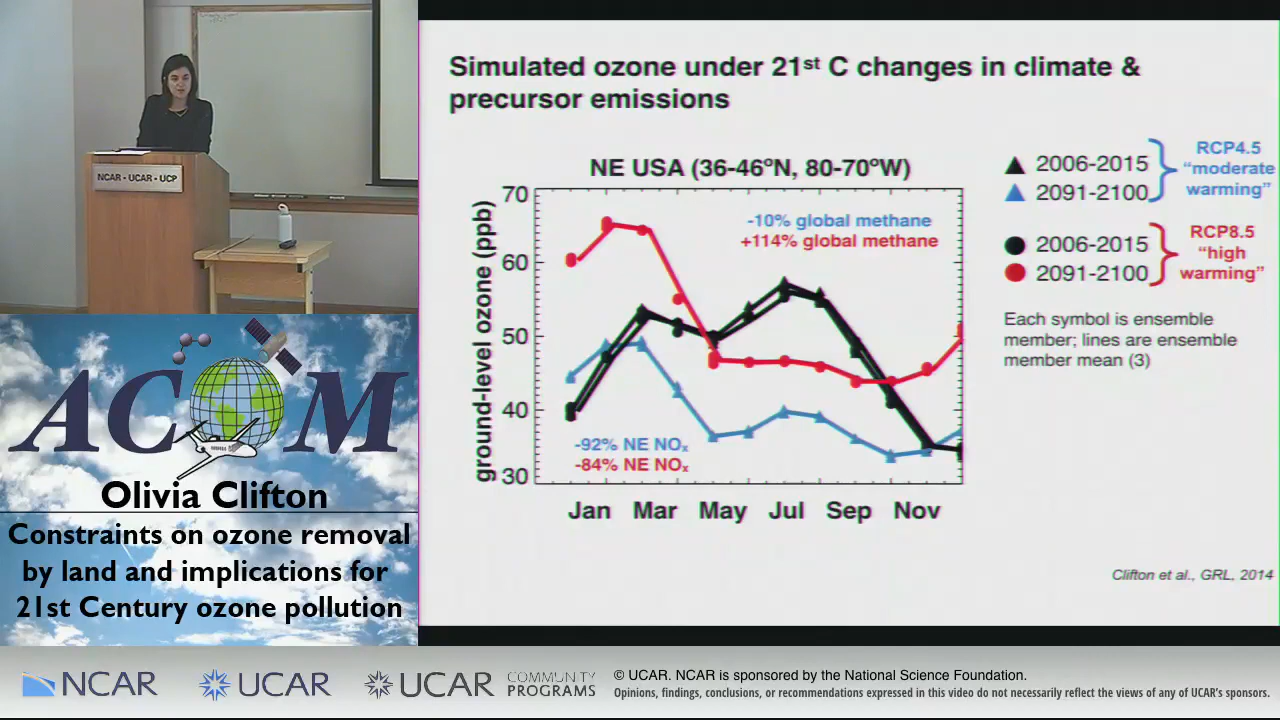 NCAR - UCAR - UCP
ACOM
Olivia Clifton
Constraints on ozone removal
by land and implications for
21st Century ozone pollution
Simulated ozone under 21st C changes in climate &
precursor emissions
NE USA (36-46ºN, 80-70ºW)
ground-level ozone (ppb)
70
60
50
40
30
-10% global methane
+114% global methane
-92% NE NOx
-84% NE NOx
Jan Mar May Jul Sep Nov
2006-2015
2091-2100
RCP4.5
“moderate
warming”
2006-2015
2091-2100
RCP8.5
“high
warming”
Each symbol is ensemble
member; lines are ensemble
member mean (3)
Clifton et al., GRL, 2014
NCAR
UCAR
UCAR
COMMUNITY
PROGRAMS
© UCAR. NCAR is sponsored by the National Science Foundation.
Opinions, findings, conclusions, or recommendations expressed in this video do not necessarily reflect the views of any of UCAR's sponsors.